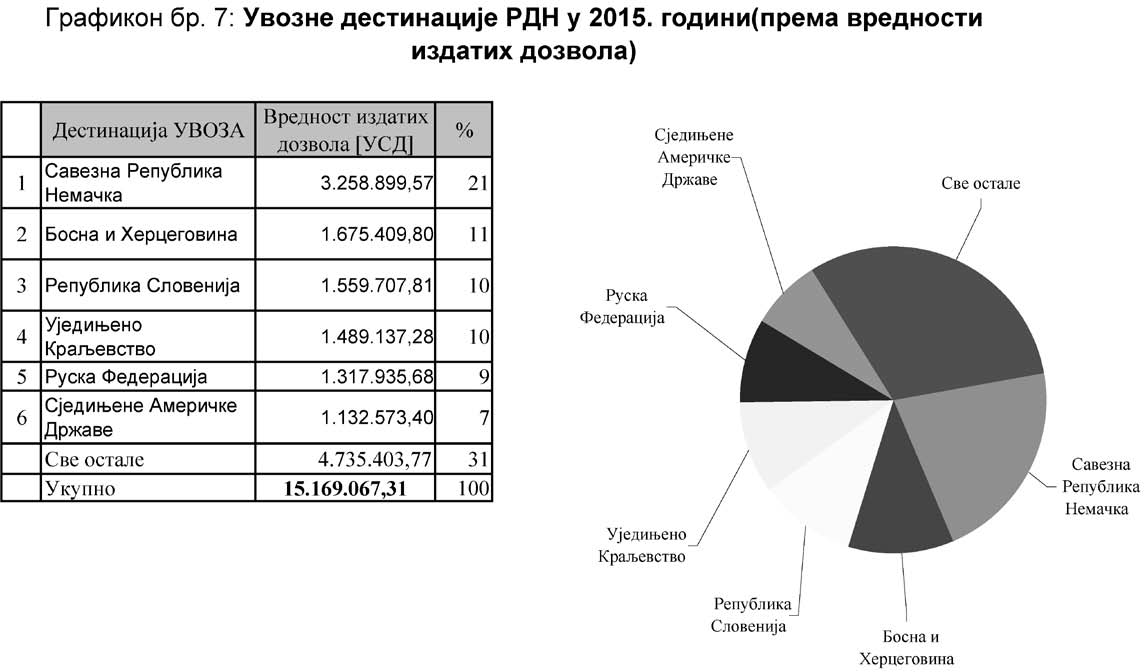 Графикон бр. 7: Увозне дестинације РДН у 2015. години(према вредности
издатих дозвола)
Дестинација УВОЗА
Вредност издатих
дозвола [УСД]
%
1
Савезна Република
Немачка
3.258.899,57
21
2
Босна и Херцеговина
1.675.409,80
11
3
Република Словенија
1.559.707,81
10
4
Уједињено
Краљевство
1.489.137,28
10
5
Руска Федерација
1.317.935,68
9
6
Сједињене Америчке
Државе
1.132.573,40
7
Све остале
4.735.403,77
31
Укупно
15.169.067,31
100
Сједињене
Америчке
Државе
Све остале
Руска
Федерација
Савезна
Република
Немачка
Уједињено
Краљевство
Република
Словенија
Босна и
Херцеговина